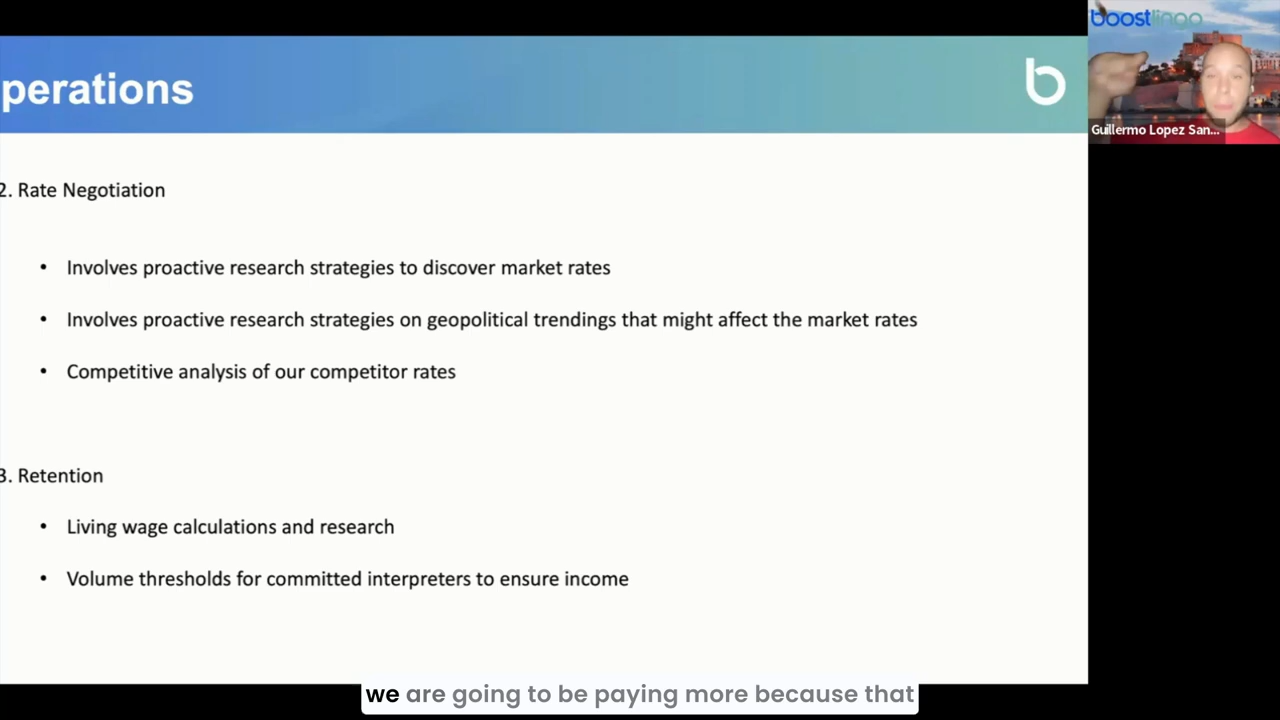 perations
b
boostlingo
Guillermo Lopez San...
2. Rate Negotiation
• Involves proactive research strategies to discover market rates
• Involves proactive research strategies on geopolitical trendings that might affect the market rates
• Competitive analysis of our competitor rates
3. Retention
• Living wage calculations and research
• Volume thresholds for committed interpreters to ensure income
we are going to be paying more because that